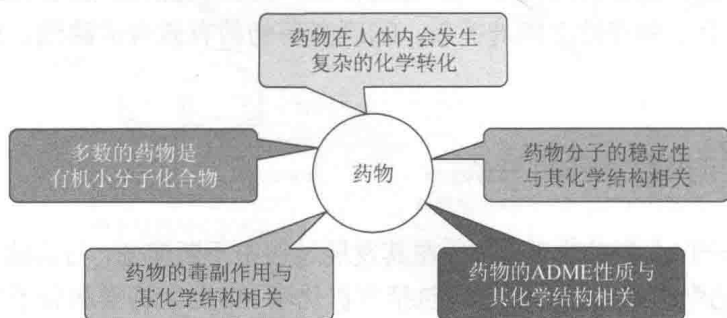 药物在人体内会发生
复杂的化学转化
多数的药物是
有机小分子化合物
药物
药物分子的稳定性
与其化学结构相关
药物的毒副作用与
其化学结构相关
药物的ADME性质与
其化学结构相关